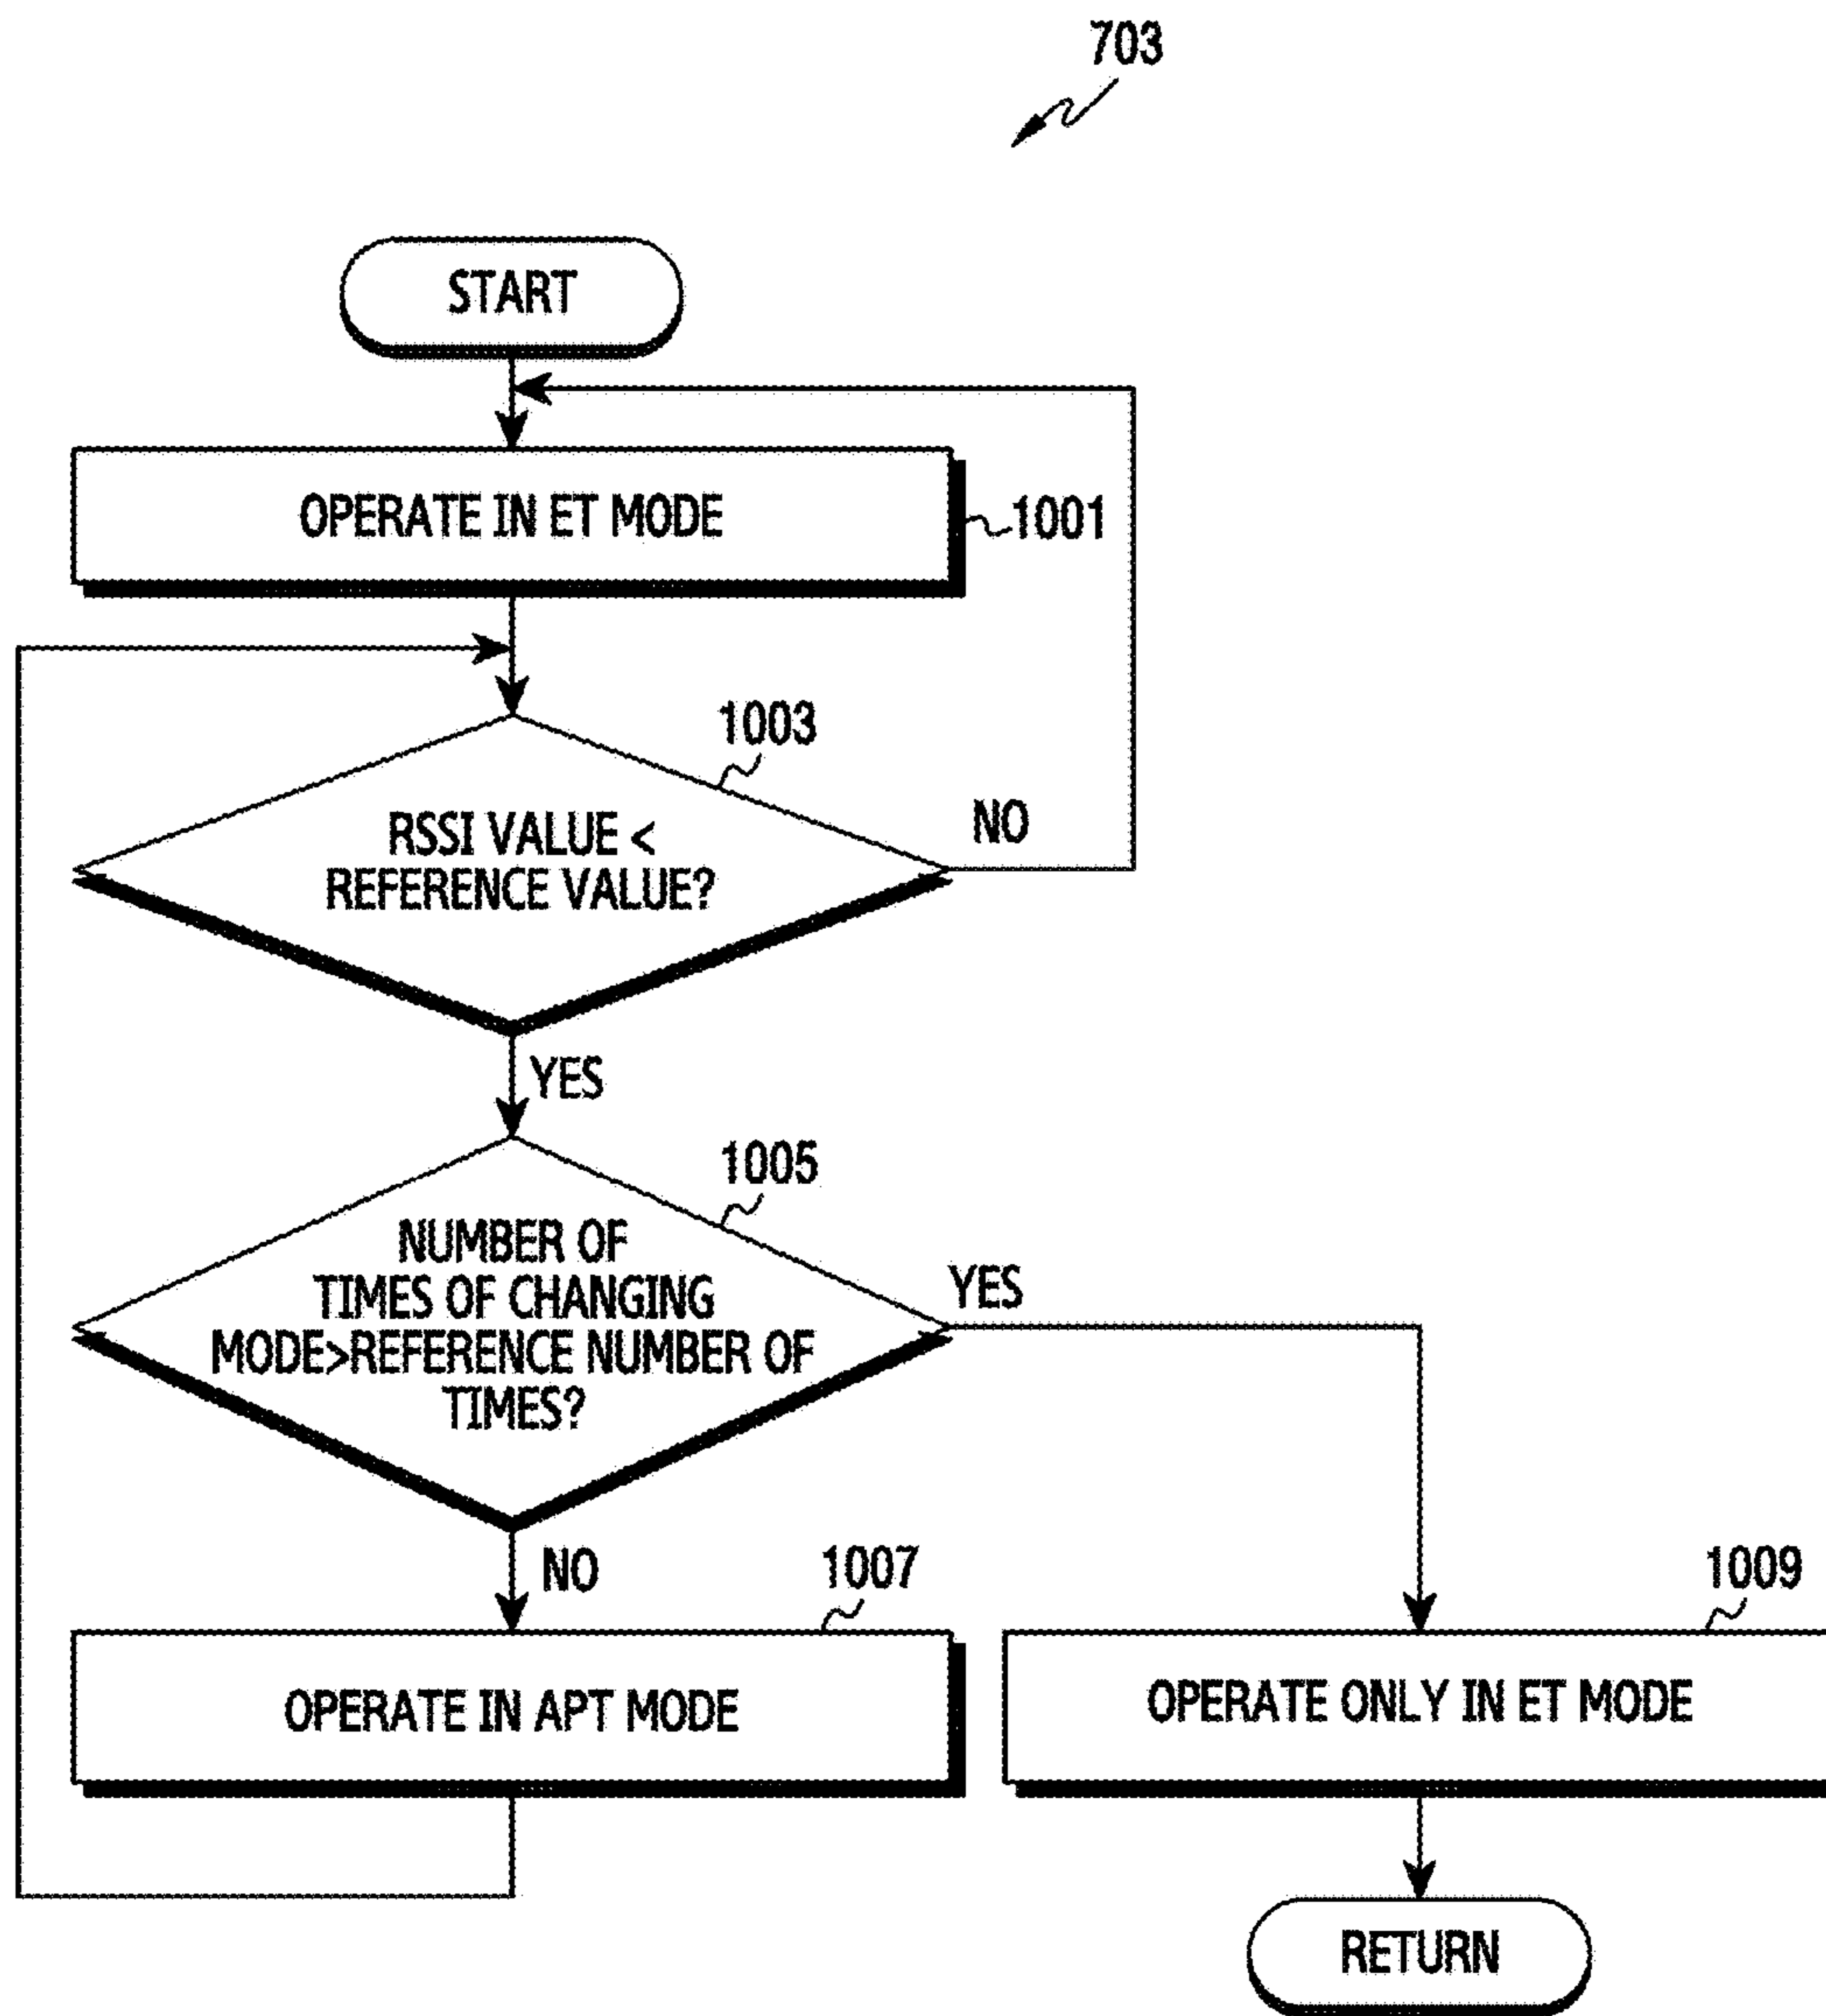 703
START
OPERATE IN ET MODE
1001
1003
RSSI VALUE <
REFERENCE VALUE?
NO
YES
1005
NUMBER OF
TIMES OF CHANGING
MODE>REFERENCE NUMBER OF
TIMES?
YES
NO
1007
1009
OPERATE IN APT MODE
OPERATE ONLY IN ET MODE
RETURN